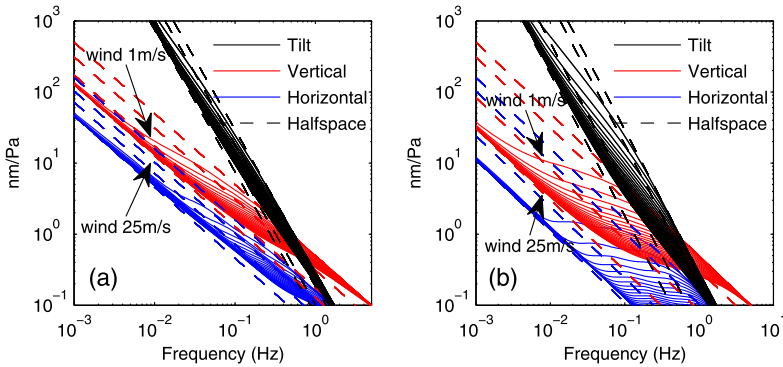 10³
10²
10¹
10⁰
10⁻¹
nm/Pa
10⁻³
10⁻²
10⁻¹
10⁰
Frequency (Hz)
wind 1m/s
wind 25m/s
Tilt
Vertical
Horizontal
Halfspace
(a)
10³
10²
10¹
10⁰
10⁻¹
nm/Pa
10⁻³
10⁻²
10⁻¹
10⁰
Frequency (Hz)
wind 1m/s
wind 25m/s
Tilt
Vertical
Horizontal
Halfspace
(b)